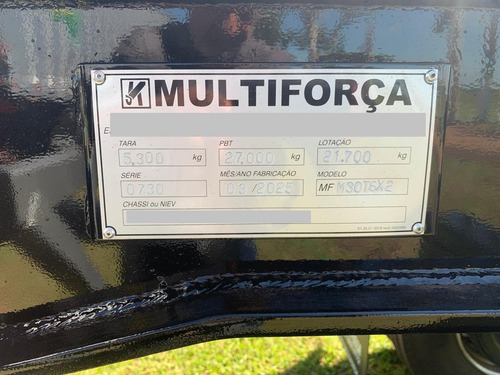 MULTIFORÇA
TARA PBT LOTAÇÃO
5.300 kg 27.000 kg 21.700 kg
SÉRIE MÊS/ANO FABRICAÇÃO MODELO
0730 03/2025 MF M30T6X2
CHASSI ou NIEV